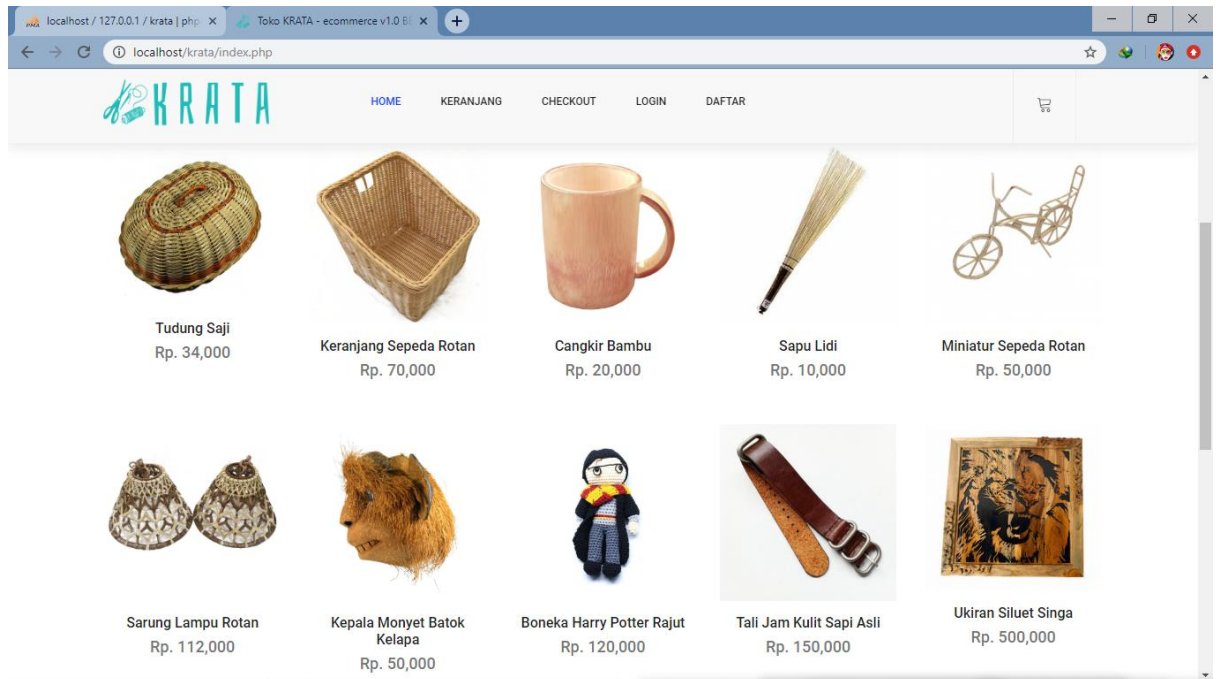 localhost / 127.0.0.1 / krata | php
Toko KRATA - ecommerce v1.0 B
localhost/krata/index.php
KRATA
HOME KERANJANG CHECKOUT LOGIN DAFTAR
Tudung Saji
Rp. 34,000
Keranjang Sepeda Rotan
Rp. 70,000
Cangkir Bambu
Rp. 20,000
Sapu Lidi
Rp. 10,000
Miniatur Sepeda Rotan
Rp. 50,000
Sarung Lampu Rotan
Rp. 112,000
Kepala Monyet Batok
Kelapa
Rp. 50,000
Boneka Harry Potter Rajut
Rp. 120,000
Tali Jam Kulit Sapi Asli
Rp. 150,000
Ukiran Siluet Singa
Rp. 500,000